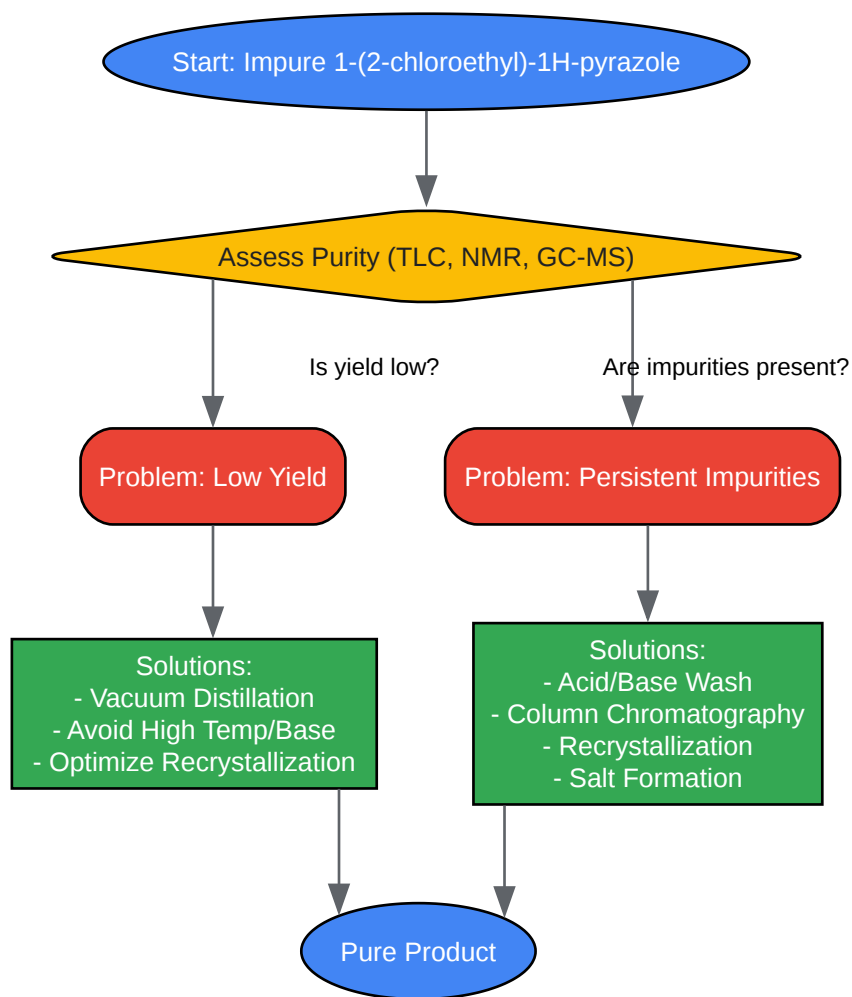 Start: Impure 1-(2-chloroethyl)-1H-pyrazole
Assess Purity (TLC, NMR, GC-MS)
Is yield low?
Are impurities present?
Problem: Low Yield
Problem: Persistent Impurities
Solutions:
- Vacuum Distillation
- Avoid High Temp/Base
- Optimize Recrystallization
Solutions:
- Acid/Base Wash
- Column Chromatography
- Recrystallization
- Salt Formation
Pure Product